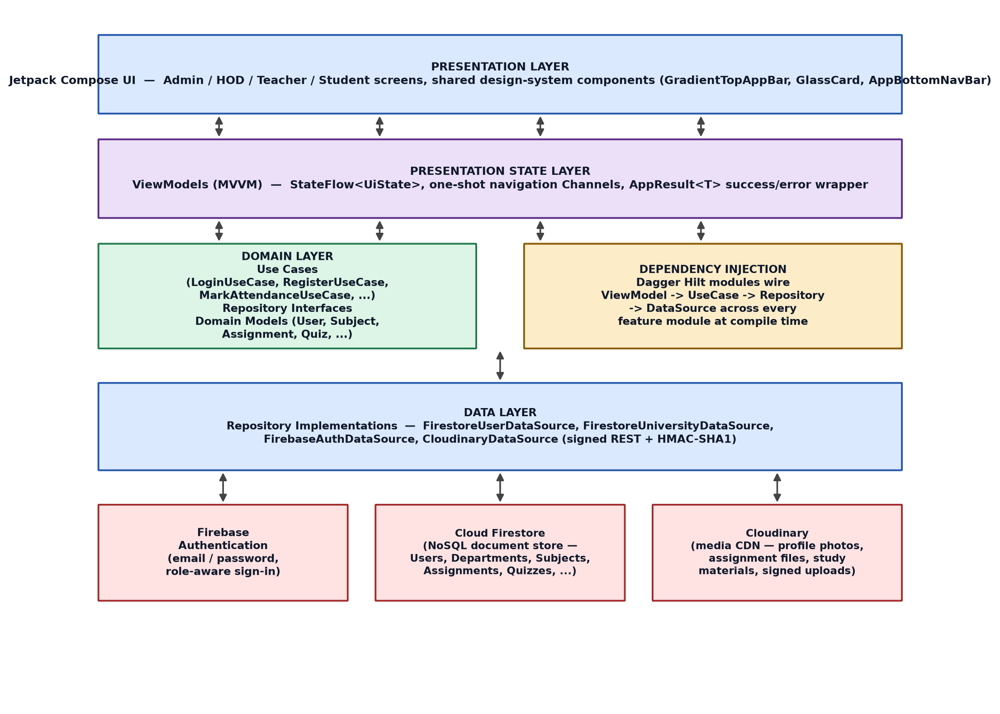 PRESENTATION LAYER
Jetpack Compose UI — Admin / HOD / Teacher / Student screens, shared design-system components (GradientTopAppBar, GlassCard, AppBottomNavBar)
PRESENTATION STATE LAYER
ViewModels (MVVM) — StateFlow<UiState>, one-shot navigation Channels, AppResult<T> success/error wrapper
DOMAIN LAYER
Use Cases
(LoginUseCase, RegisterUseCase,
MarkAttendanceUseCase, ...)
Repository Interfaces
Domain Models (User, Subject,
Assignment, Quiz, ...)
DEPENDENCY INJECTION
Dagger Hilt modules wire
ViewModel -> UseCase -> Repository
-> DataSource across every
feature module at compile time
DATA LAYER
Repository Implementations — FirestoreUserDataSource, FirestoreUniversityDataSource,
FirebaseAuthDataSource, CloudinaryDataSource (signed REST + HMAC-SHA1)
Firebase
Authentication
(email / password,
role-aware sign-in)
Cloud Firestore
(NoSQL document store —
Users, Departments, Subjects,
Assignments, Quizzes, ...)
Cloudinary
(media CDN — profile photos,
assignment files, study
materials, signed uploads)